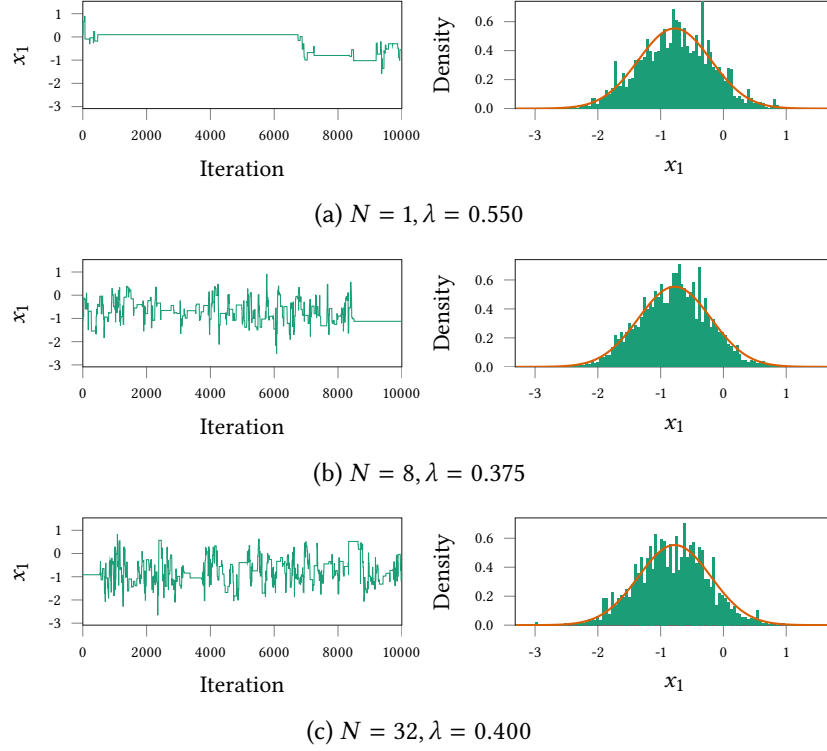 1
0
-1
-2
-3
x1
0 2000 4000 6000 8000 10000
Iteration
0.6
0.4
0.2
0.0
Density
-3 -2 -1 0 1
x1
(a) N = 1, λ = 0.550
1
0
-1
-2
-3
x1
0 2000 4000 6000 8000 10000
Iteration
0.6
0.4
0.2
0.0
Density
-3 -2 -1 0 1
x1
(b) N = 8, λ = 0.375
1
0
-1
-2
-3
x1
0 2000 4000 6000 8000 10000
Iteration
0.6
0.4
0.2
0.0
Density
-3 -2 -1 0 1
x1
(c) N = 32, λ = 0.400